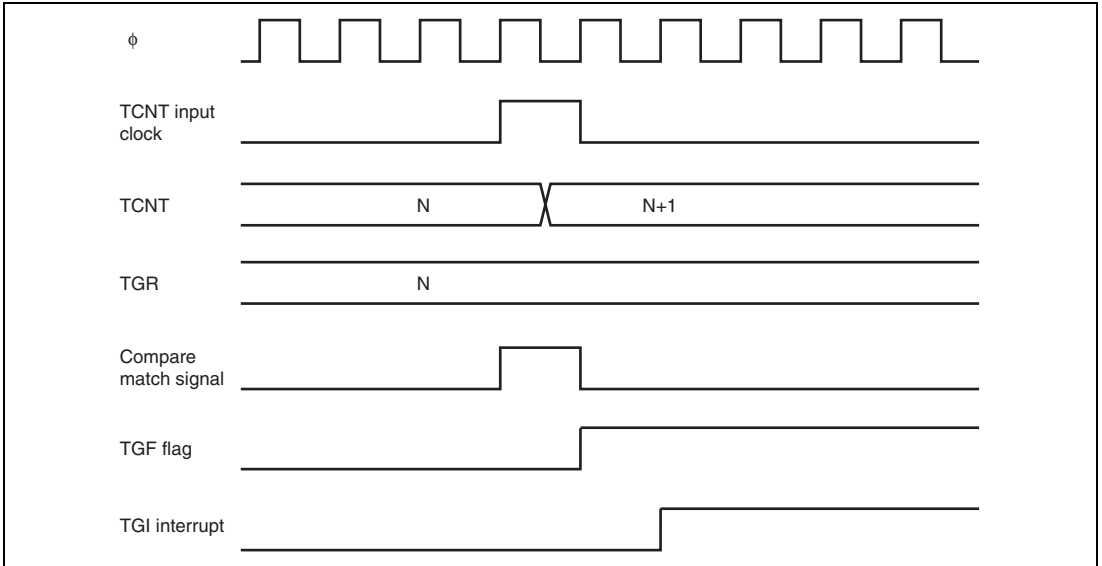 ϕ
TCNT input
clock
TCNT
N
N+1
TGR
N
Compare
match signal
TGF flag
TGI interrupt